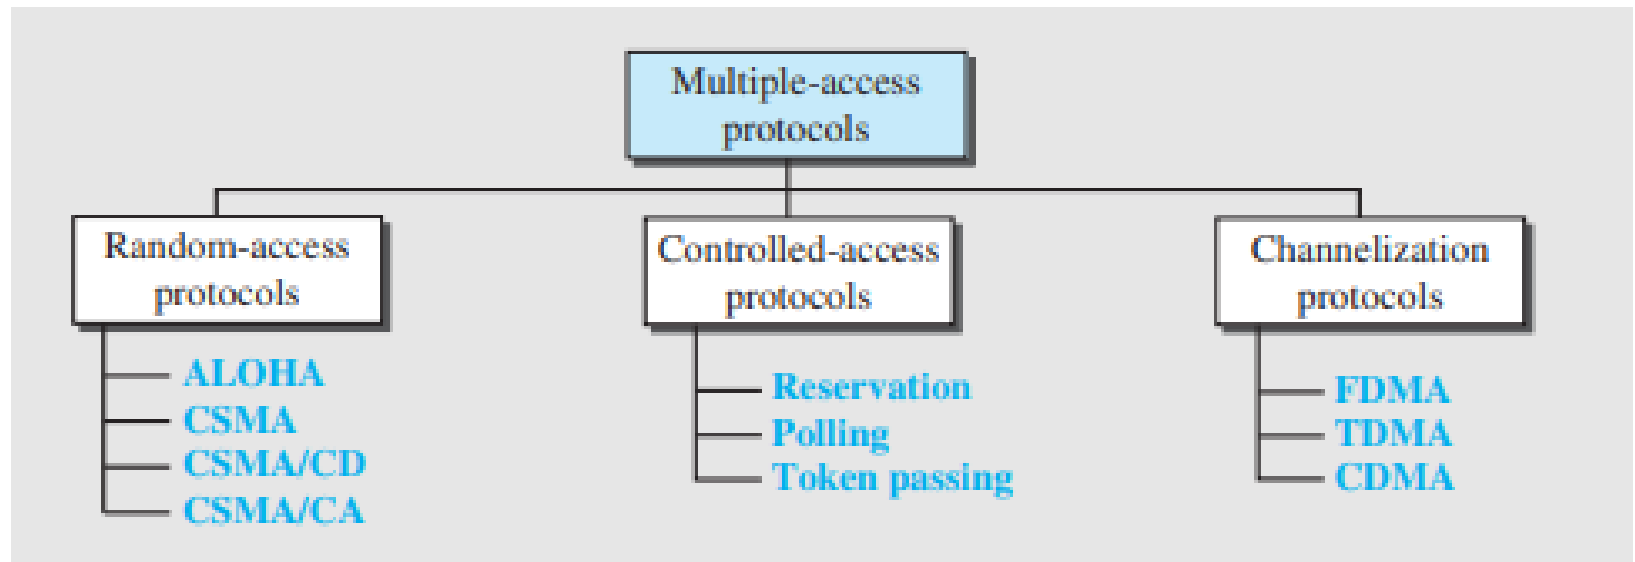 Multiple-access
protocols
Random-access
protocols
Controlled-access
protocols
Channelization
protocols
ALOHA
CSMA
CSMA/CD
CSMA/CA
Reservation
Polling
Token passing
FDMA
TDMA
CDMA